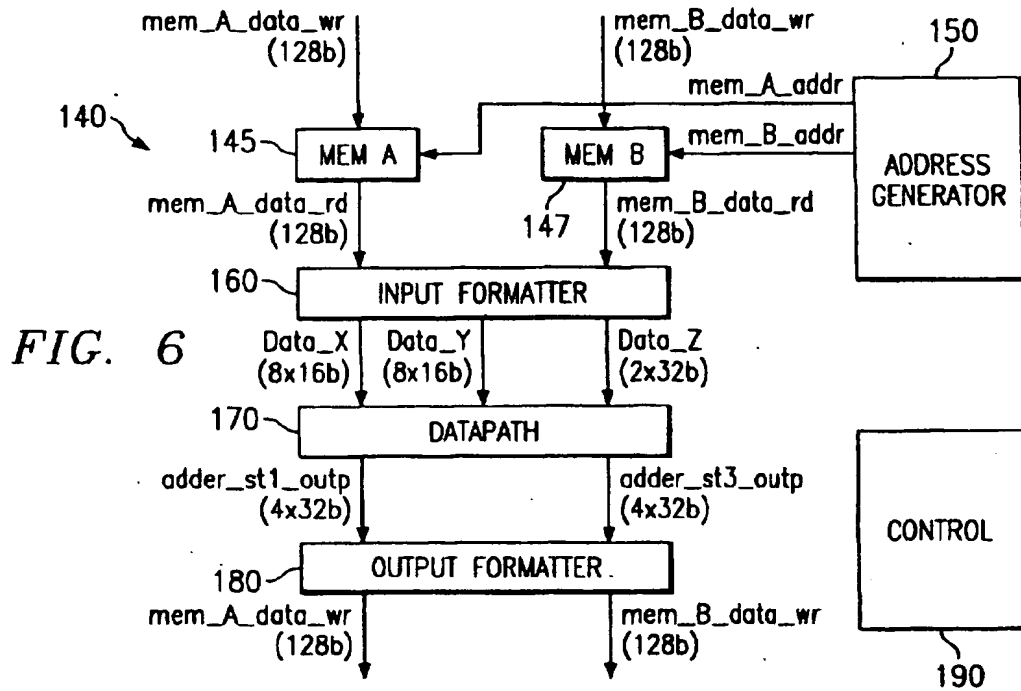 mem_A_data_wr
(128b)
mem_B_data_wr
(128b)
150
mem_A_addr
140
145
MEM A
MEM B
mem_B_addr
ADDRESS
GENERATOR
mem_A_data_rd
(128b)
147
mem_B_data_rd
(128b)
160
INPUT FORMATTER
FIG. 6
Data_X
(8x16b)
Data_Y
(8x16b)
Data_Z
(2x32b)
170
DATAPATH
adder_st1_outp
(4x32b)
adder_st3_outp
(4x32b)
CONTROL
180
OUTPUT FORMATTER
mem_A_data_wr
(128b)
mem_B_data_wr
(128b)
190